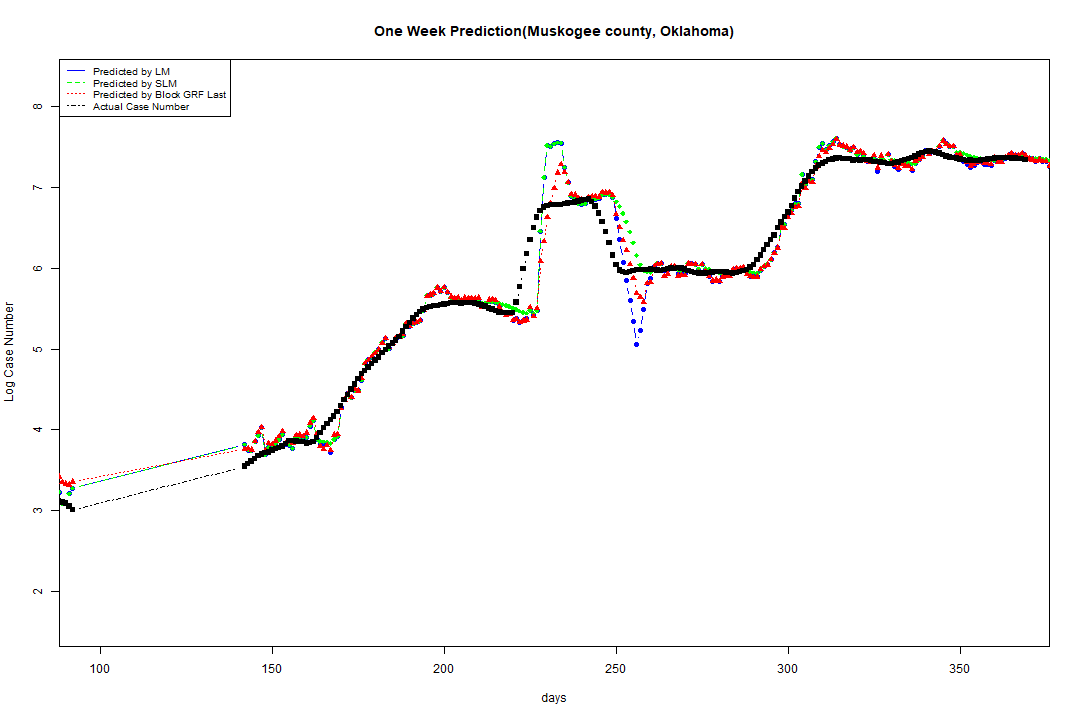 One Week Prediction(Muskogee county, Oklahoma)
Predicted by LM
Predicted by SLM
Predicted by Block GRF Last
Actual Case Number
8
7
6
5
4
3
2
Log Case Number
100 150 200 250 300 350
days